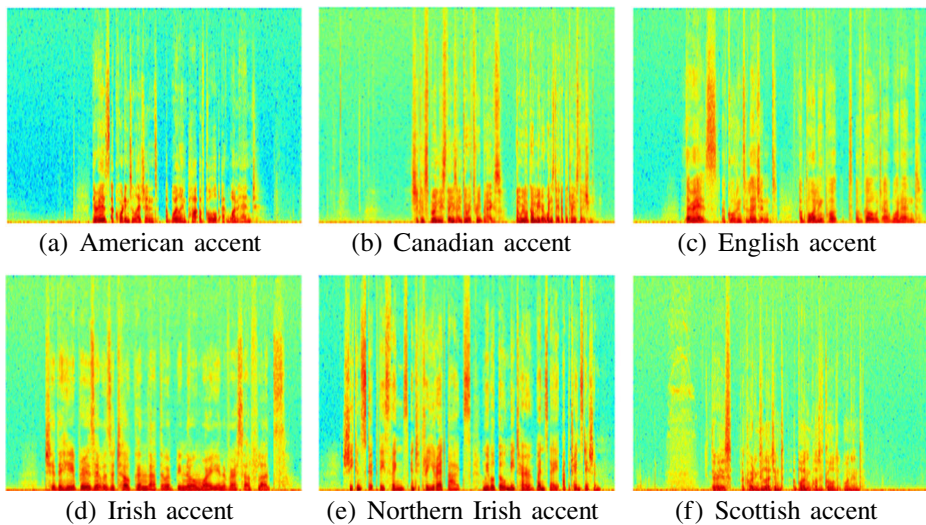 (a) American accent
(b) Canadian accent
(c) English accent
(d) Irish accent
(e) Northern Irish accent
(f) Scottish accent